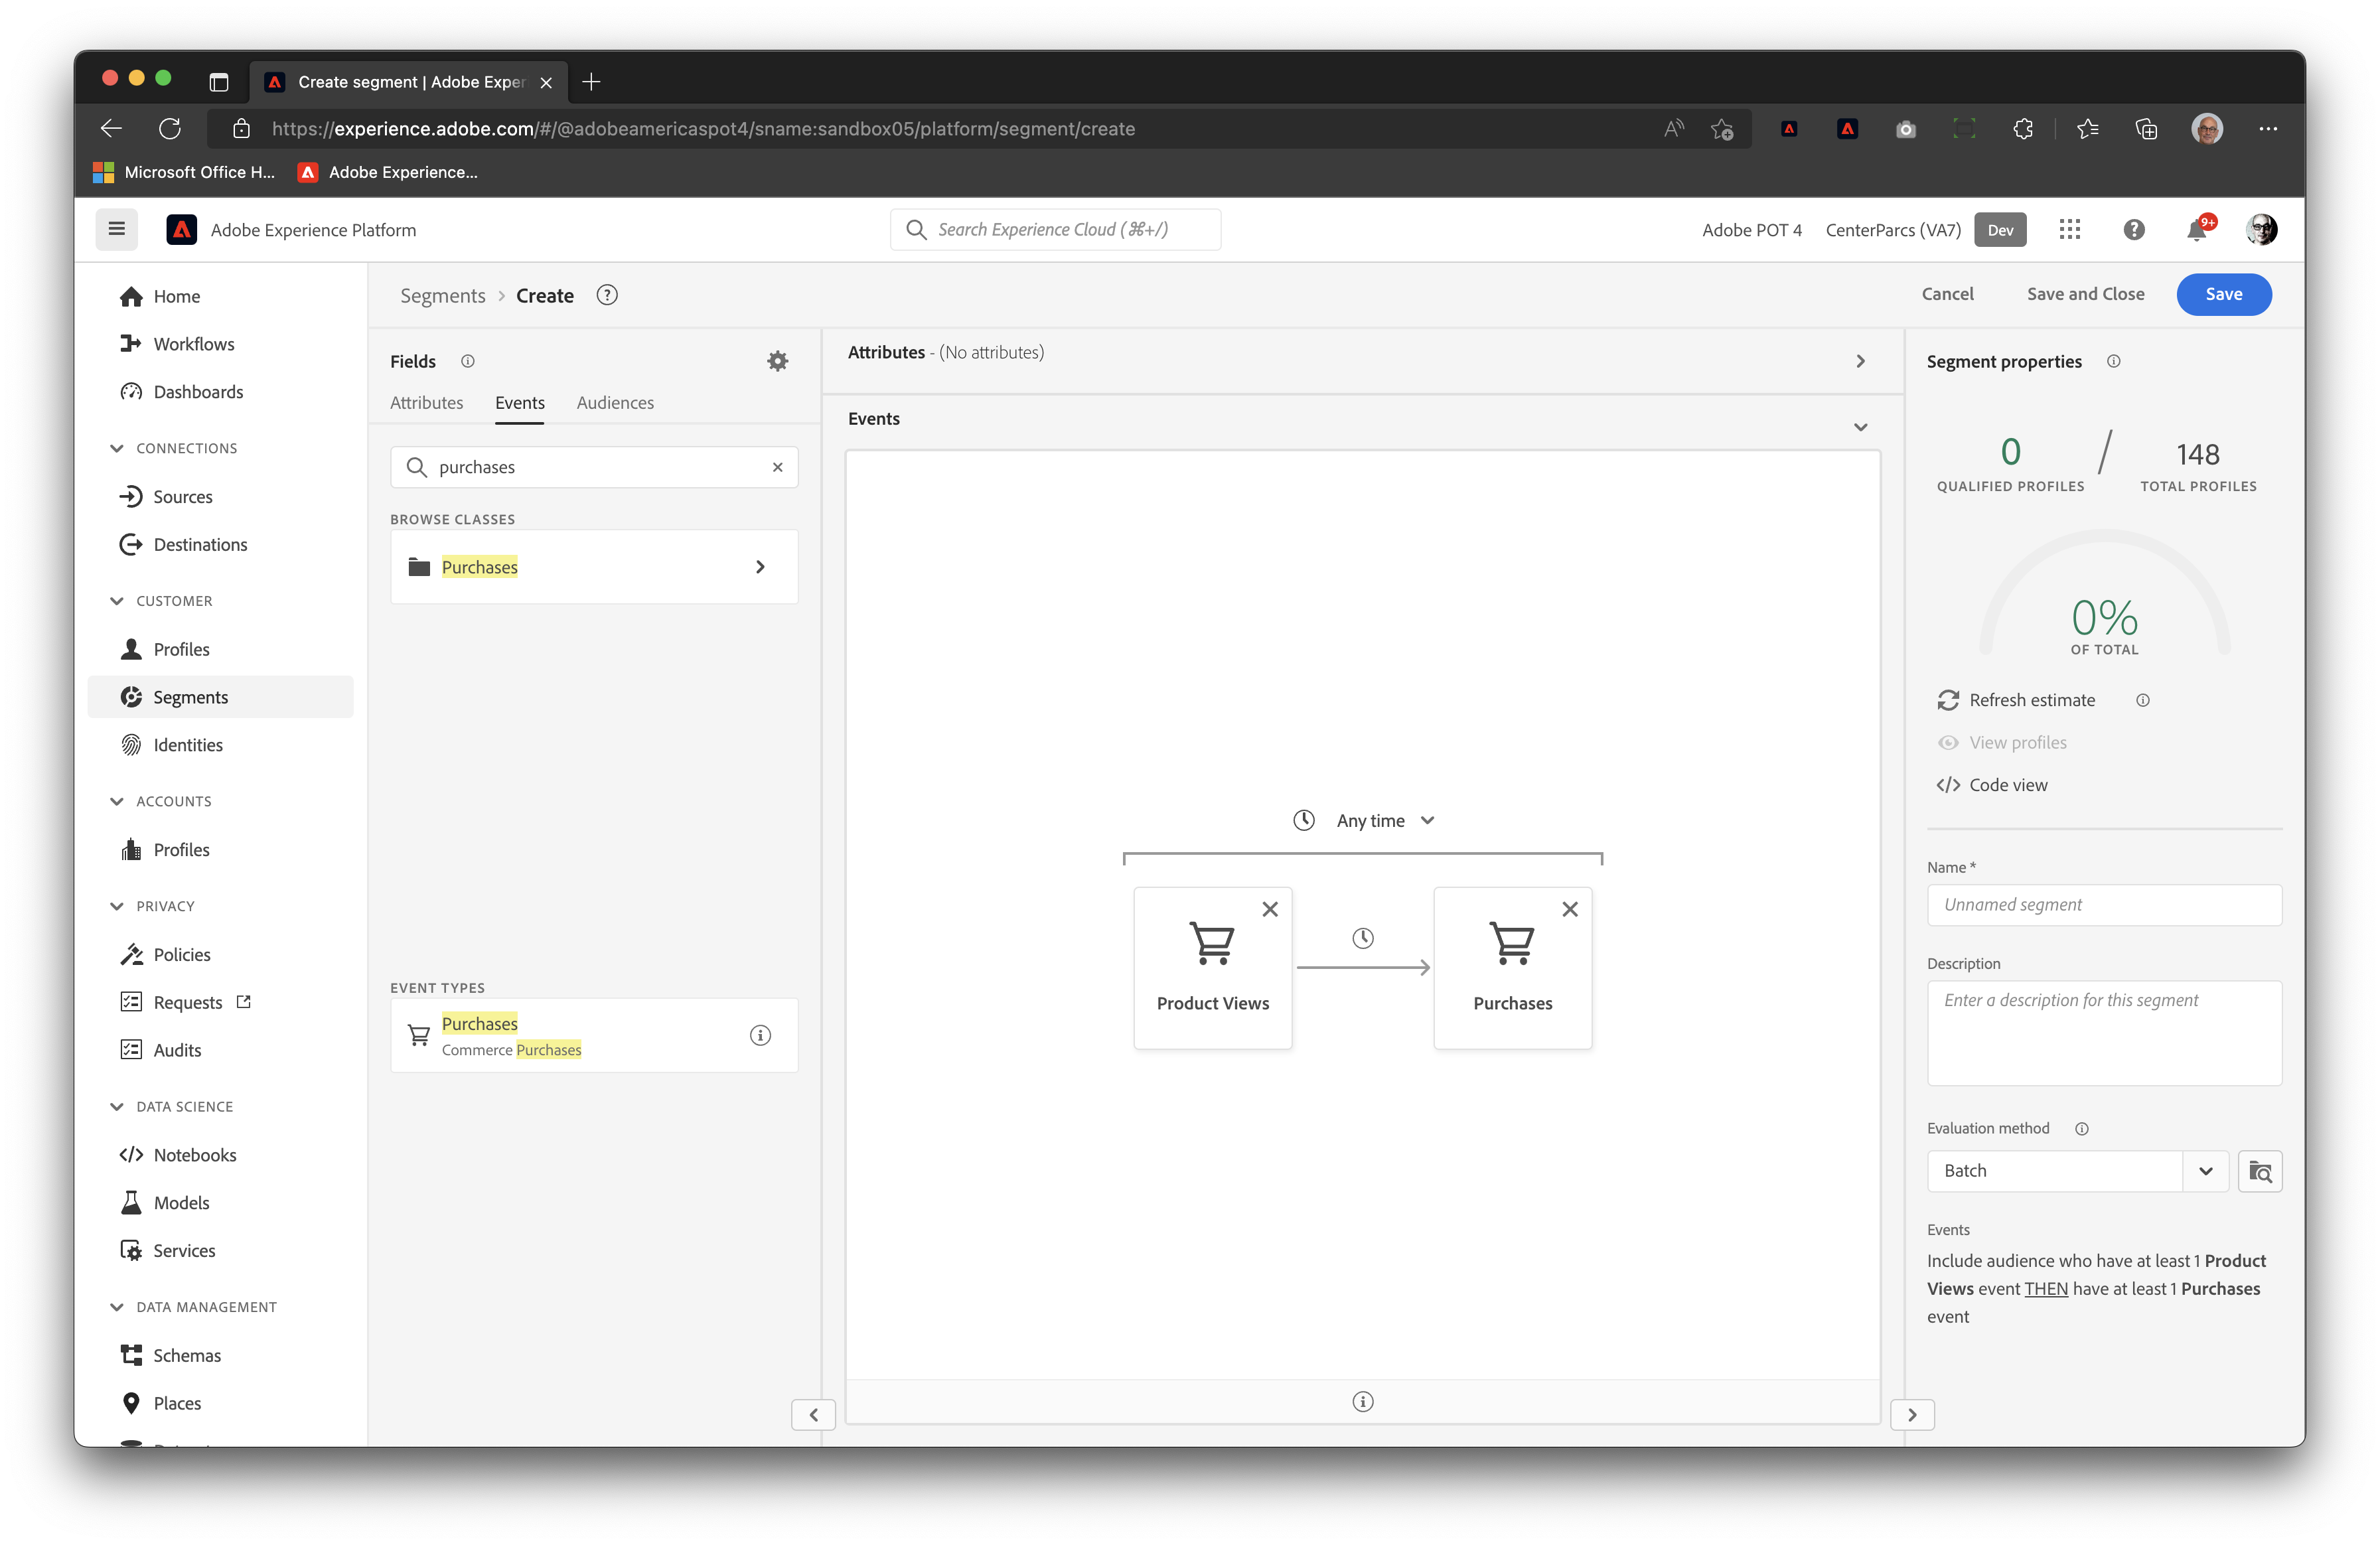 Create segment | Adobe Exper
https://experience.adobe.com/#/@adobeamericaspot4/sname:sandbox05/platform/segment/create
Microsoft Office H...
Adobe Experience...
Adobe Experience Platform
Search Experience Cloud (⌘+/)
Adobe POT 4
CenterParcs (VA7)
Dev
9+
Home
Workflows
Dashboards
CONNECTIONS
Sources
Destinations
CUSTOMER
Profiles
Segments
Identities
ACCOUNTS
Profiles
PRIVACY
Policies
Requests
Audits
DATA SCIENCE
Notebooks
Models
Services
DATA MANAGEMENT
Schemas
Places
Segments > Create
Cancel
Save and Close
Save
Fields
Attributes
Events
Audiences
purchases
BROWSE CLASSES
Purchases
EVENT TYPES
Purchases
Commerce Purchases
Attributes - (No attributes)
Events
Any time
Product Views
Purchases
Segment properties
0 / 148
QUALIFIED PROFILES
TOTAL PROFILES
0%
OF TOTAL
Refresh estimate
View profiles
Code view
Name *
Unnamed segment
Description
Enter a description for this segment
Evaluation method
Batch
Events
Include audience who have at least 1 Product
Views event THEN have at least 1 Purchases
event